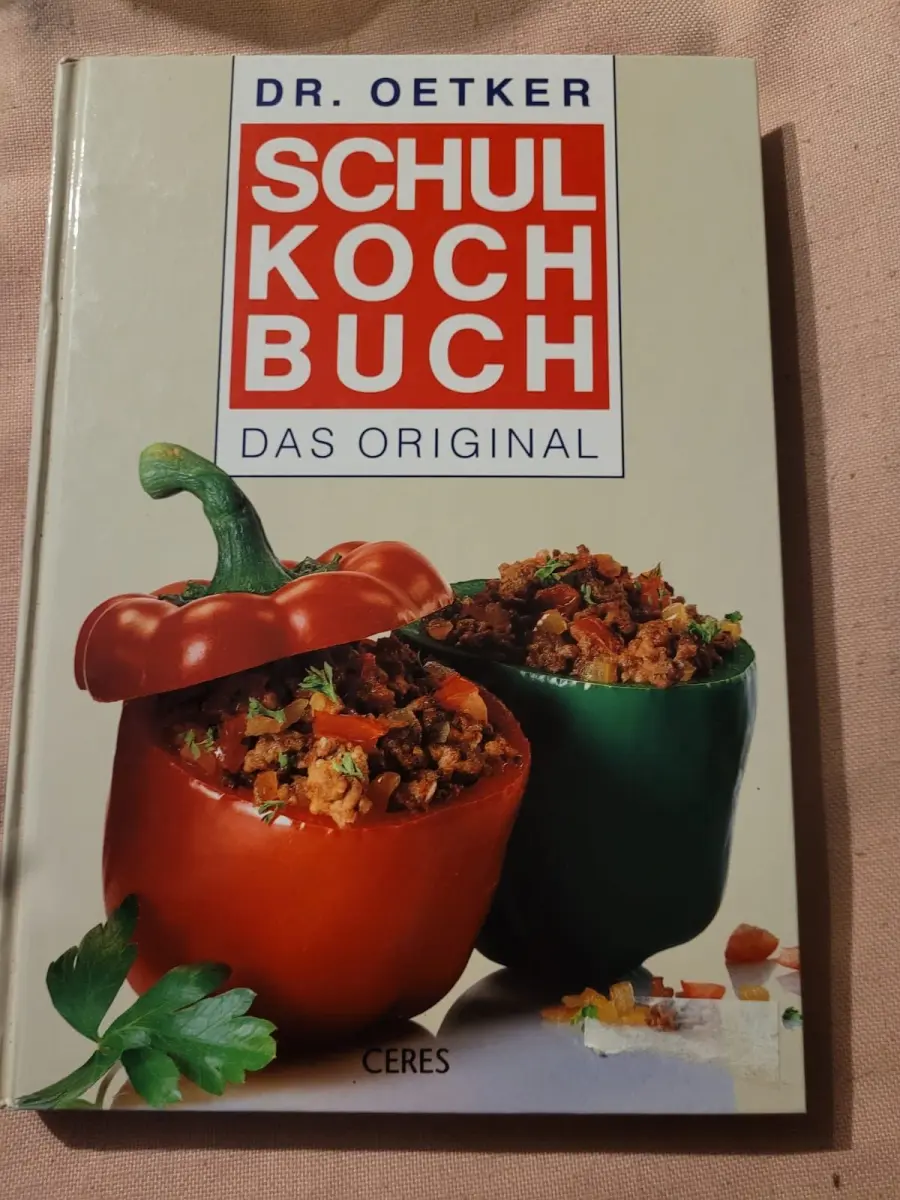 DR. OETKER
SCHUL
KOCH
BUCH
DAS ORIGINAL
CERES